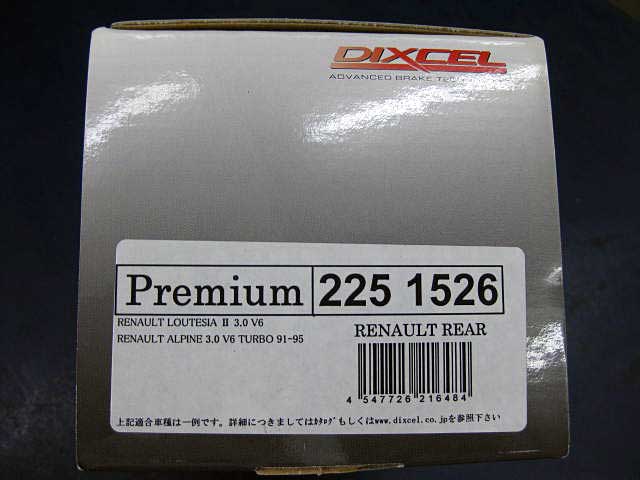 DIXCEL
ADVANCED BRAKE
Premium 225 1526
RENAULT LOUTESIA Ⅱ 3.0 V6
RENAULT ALPINE 3.0 V6 TURBO 91-95
RENAULT REAR
4 547726 216484
上記適合車種は一例です。詳細につきましてはｶﾀﾛｸﾞもしくはwww.dixcel.co.jpを参照下さい